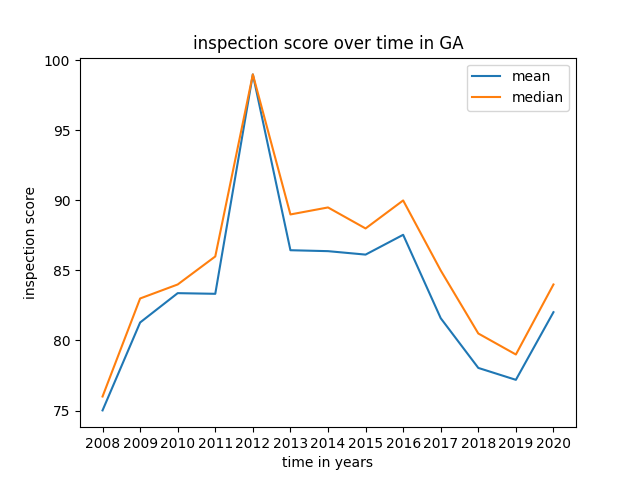 inspection score over time in GA
mean
median
100
95
90
85
80
75
inspection score
2008 2009 2010 2011 2012 2013 2014 2015 2016 2017 2018 2019 2020
time in years